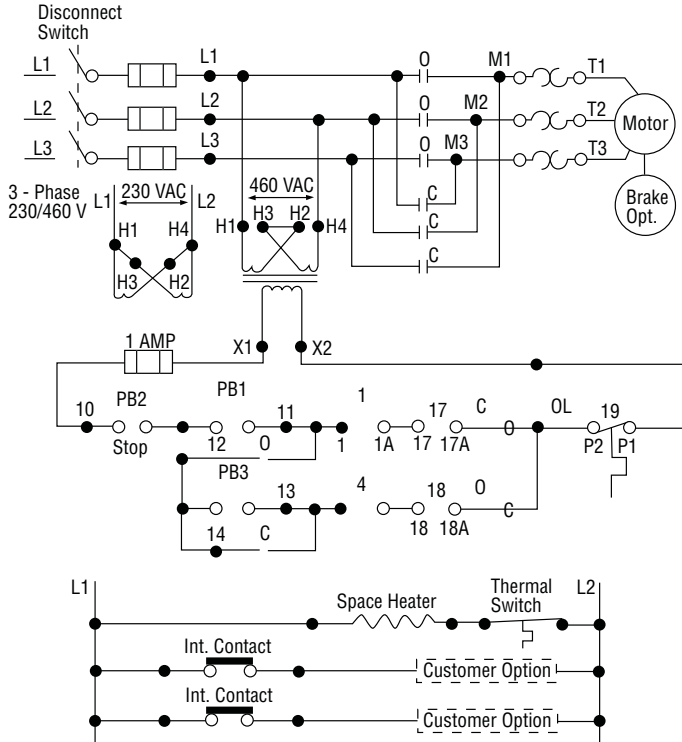 Disconnect
Switch
L1
L1
O
M1
T1
L2
L2
O
M2
T2
Motor
L3
L3
O
M3
T3
3 - Phase
230/460 V
L1
230 VAC
L2
460 VAC
C
Brake
Opt.
H1
H4
H1
H3
H2
H4
C
H3
H2
C
1 AMP
X1
X2
10
PB2
PB1
11
1
17
C
OL
19
O
Stop
12
O
1
1A
17
17A
P2
P1
PB3
13
4
18
O
C
14
C
18
18A
L1
L2
Space Heater
Thermal
Switch
Int. Contact
Customer Option
Int. Contact
Customer Option